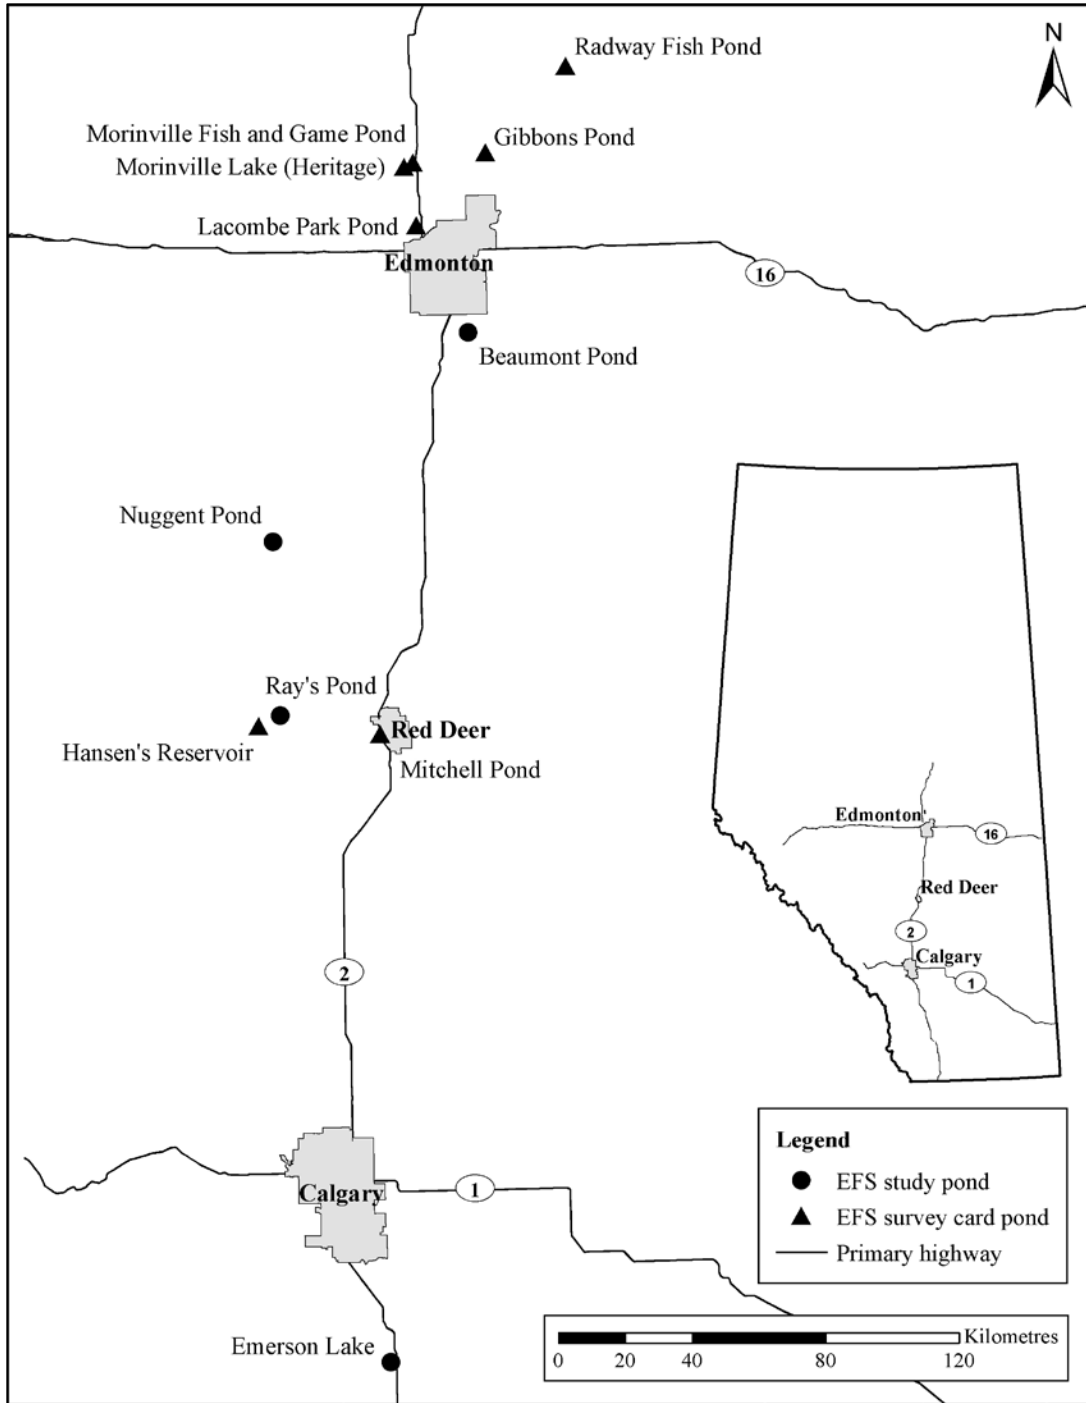 N
Radway Fish Pond
Morinville Fish and Game Pond
Gibbons Pond
Morinville Lake (Heritage)
Lacombe Park Pond
Edmonton
16
Beaumont Pond
Nuggent Pond
Ray's Pond
Red Deer
Hansen's Reservoir
Mitchell Pond
2
Calgary
1
Emerson Lake
Edmonton
16
Red Deer
2
Calgary
1
Legend
EFS study pond
EFS survey card pond
Primary highway
Kilometres
0 20 40 80 120